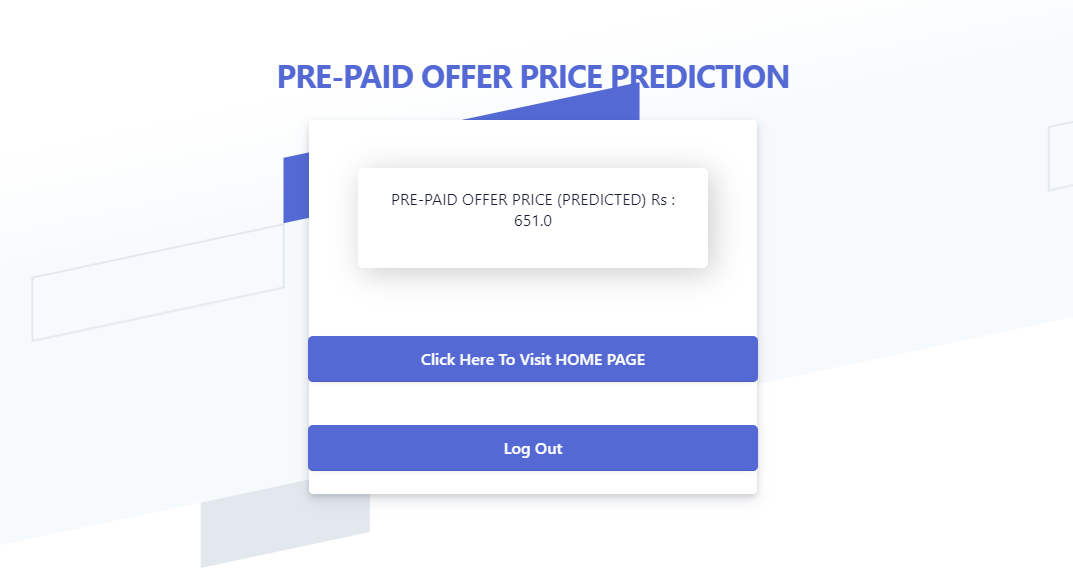 PRE-PAID OFFER PRICE PREDICTION
PRE-PAID OFFER PRICE (PREDICTED) Rs :
651.0
Click Here To Visit HOME PAGE
Log Out